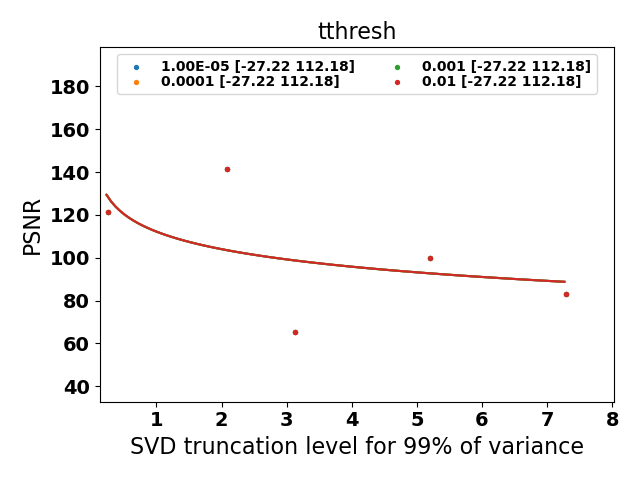 tthresh
1.00E-05 [-27.22 112.18]
0.0001 [-27.22 112.18]
0.001 [-27.22 112.18]
0.01 [-27.22 112.18]
PSNR
180
160
140
120
100
80
60
40
1 2 3 4 5 6 7 8
SVD truncation level for 99% of variance